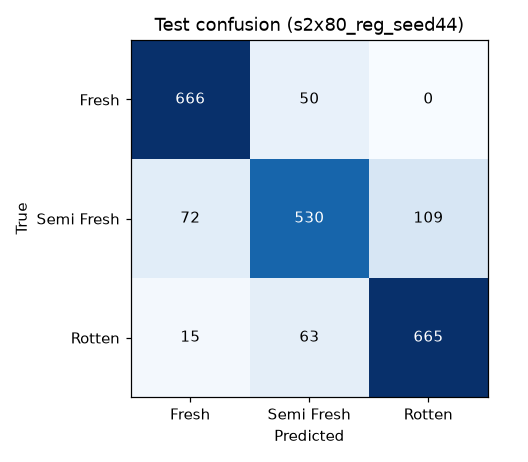 Test confusion (s2x80_reg_seed44)
Fresh
666 50 0
True
Semi Fresh
72 530 109
Rotten
15 63 665
Fresh Semi Fresh Rotten
Predicted